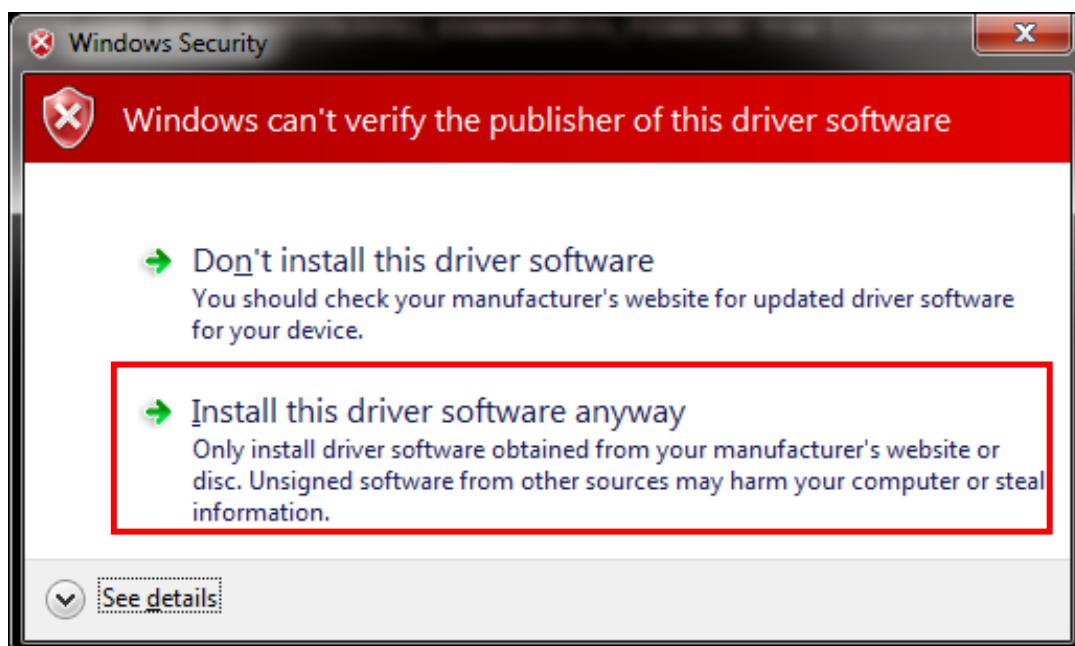 Windows Security
Windows can't verify the publisher of this driver software
Don't install this driver software
You should check your manufacturer's website for updated driver software
for your device.
Install this driver software anyway
Only install driver software obtained from your manufacturer's website or
disc. Unsigned software from other sources may harm your computer or steal
information.
See details